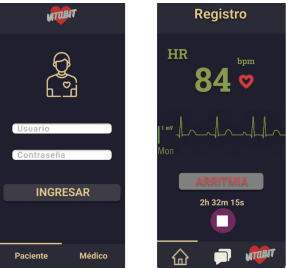 VITABIT
Usuario
Contraseña
INGRESAR
Paciente Médico
Registro
HR
bpm
84
1 mV
Mon
ARRITMIA
2h 32m 15s
VITABIT